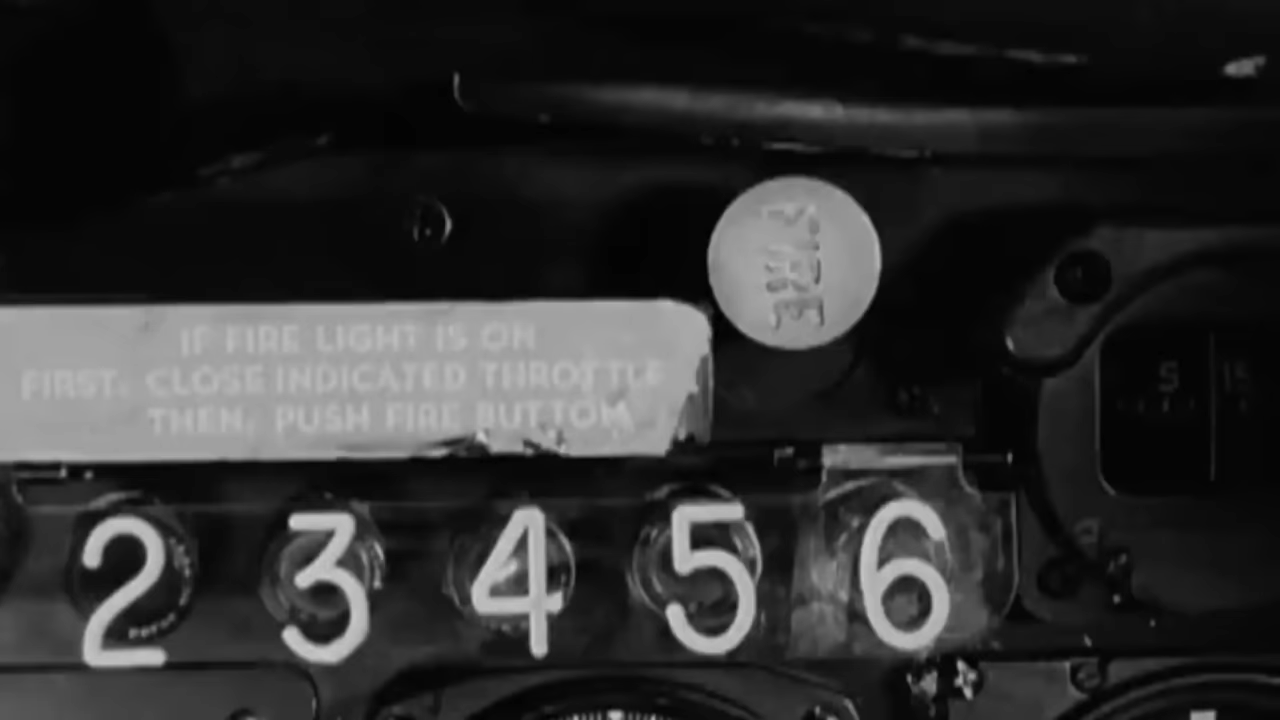 FIRE
IF FIRE LIGHT IS ON
FIRST. CLOSE INDICATED THROTTLE
THEN. PUSH FIRE BUTTON
2 3 4 5 6